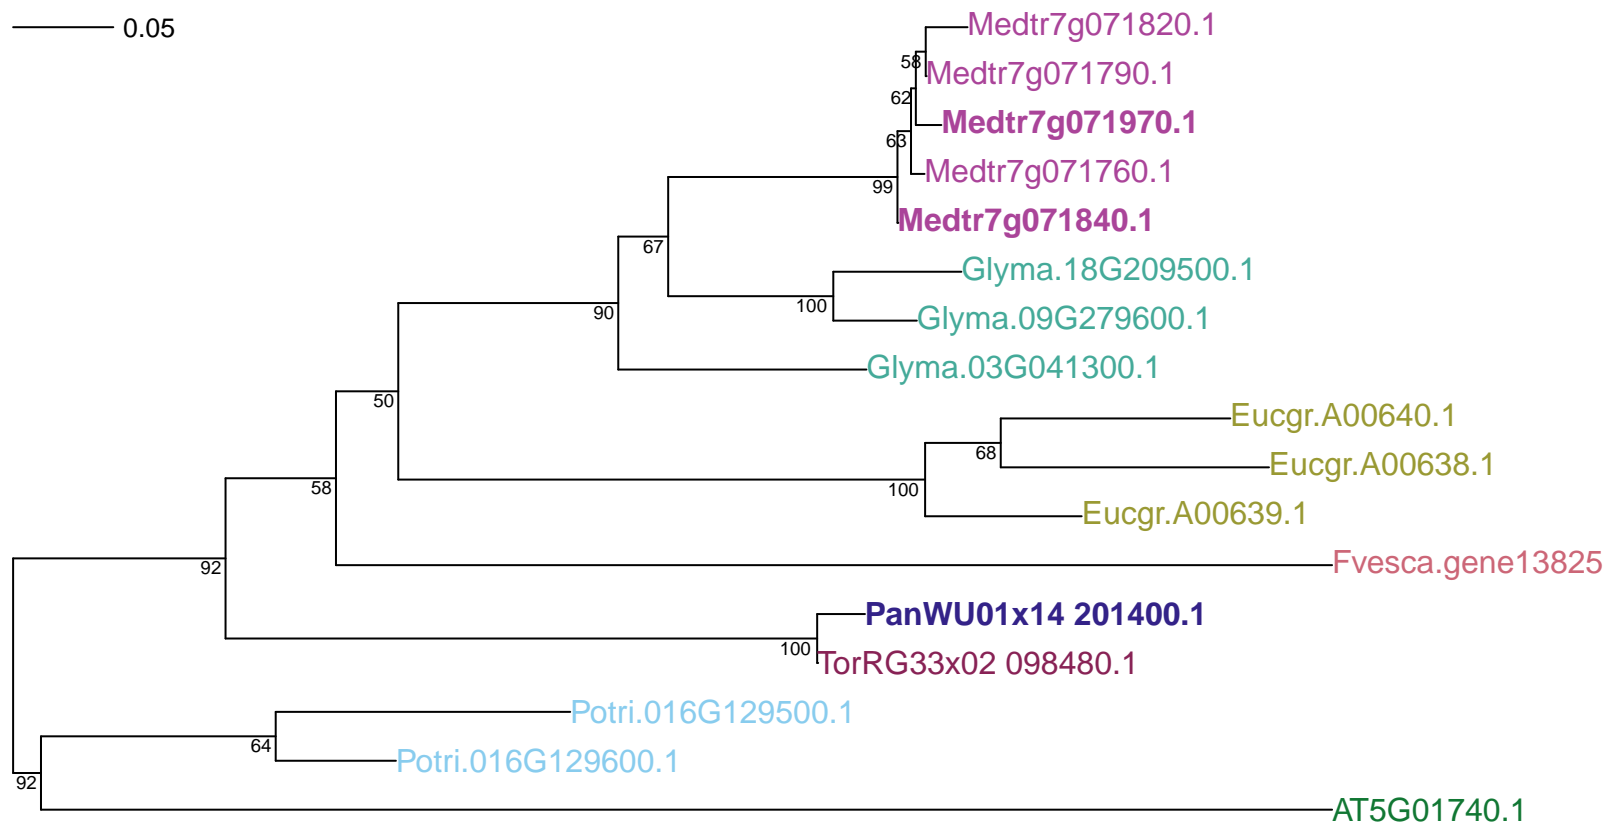 0.05
Medtr7g071820.1
58
Medtr7g071790.1
62
Medtr7g071970.1
63
Medtr7g071760.1
99
Medtr7g071840.1
67
Glyma.18G209500.1
100
Glyma.09G279600.1
90
Glyma.03G041300.1
50
Eucgr.A00640.1
68
Eucgr.A00638.1
100
Eucgr.A00639.1
58
Fvesca.gene13825
92
PanWU01x14 201400.1
100
TorRG33x02 098480.1
Potri.016G129500.1
64
Potri.016G129600.1
92
AT5G01740.1